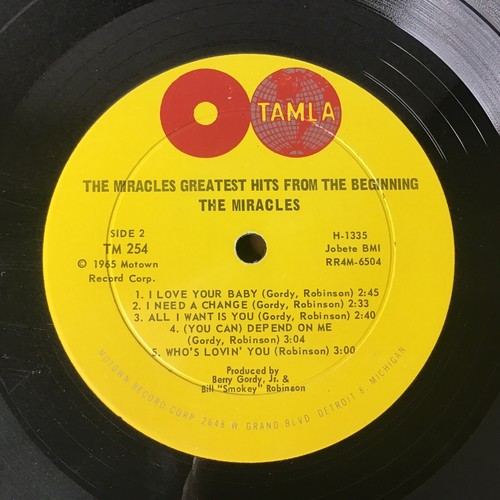 TAMLA
THE MIRACLES GREATEST HITS FROM THE BEGINNING
THE MIRACLES
SIDE 2
TM 254
© 1965 Motown
Record Corp.
H-1335
Jobete BMI
RR4M-6504
1. I LOVE YOUR BABY (Gordy, Robinson) 2:45
2. I NEED A CHANGE (Gordy, Robinson) 2:33
3. ALL I WANT IS YOU (Gordy, Robinson) 2:40
4. (YOU CAN) DEPEND ON ME
(Gordy, Robinson) 3:04
5. WHO'S LOVIN' YOU (Robinson) 3:00
Produced by
Berry Gordy, Jr. &
Bill "Smokey" Robinson
MOTOWN RECORD CORP. 2648 W. GRAND BLVD. DETROIT 8, MICHIGAN